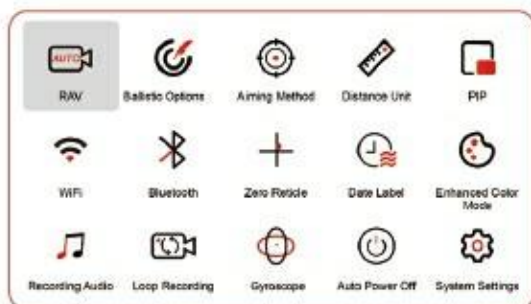 AUTO
RAV
Ballistic Options
Aiming Method
Distance Unit
PIP
WiFi
Bluetooth
Zero Reticle
Date Label
Enhanced Color
Mode
Recording Audio
Loop Recording
Gyroscope
Auto Power Off
System Settings